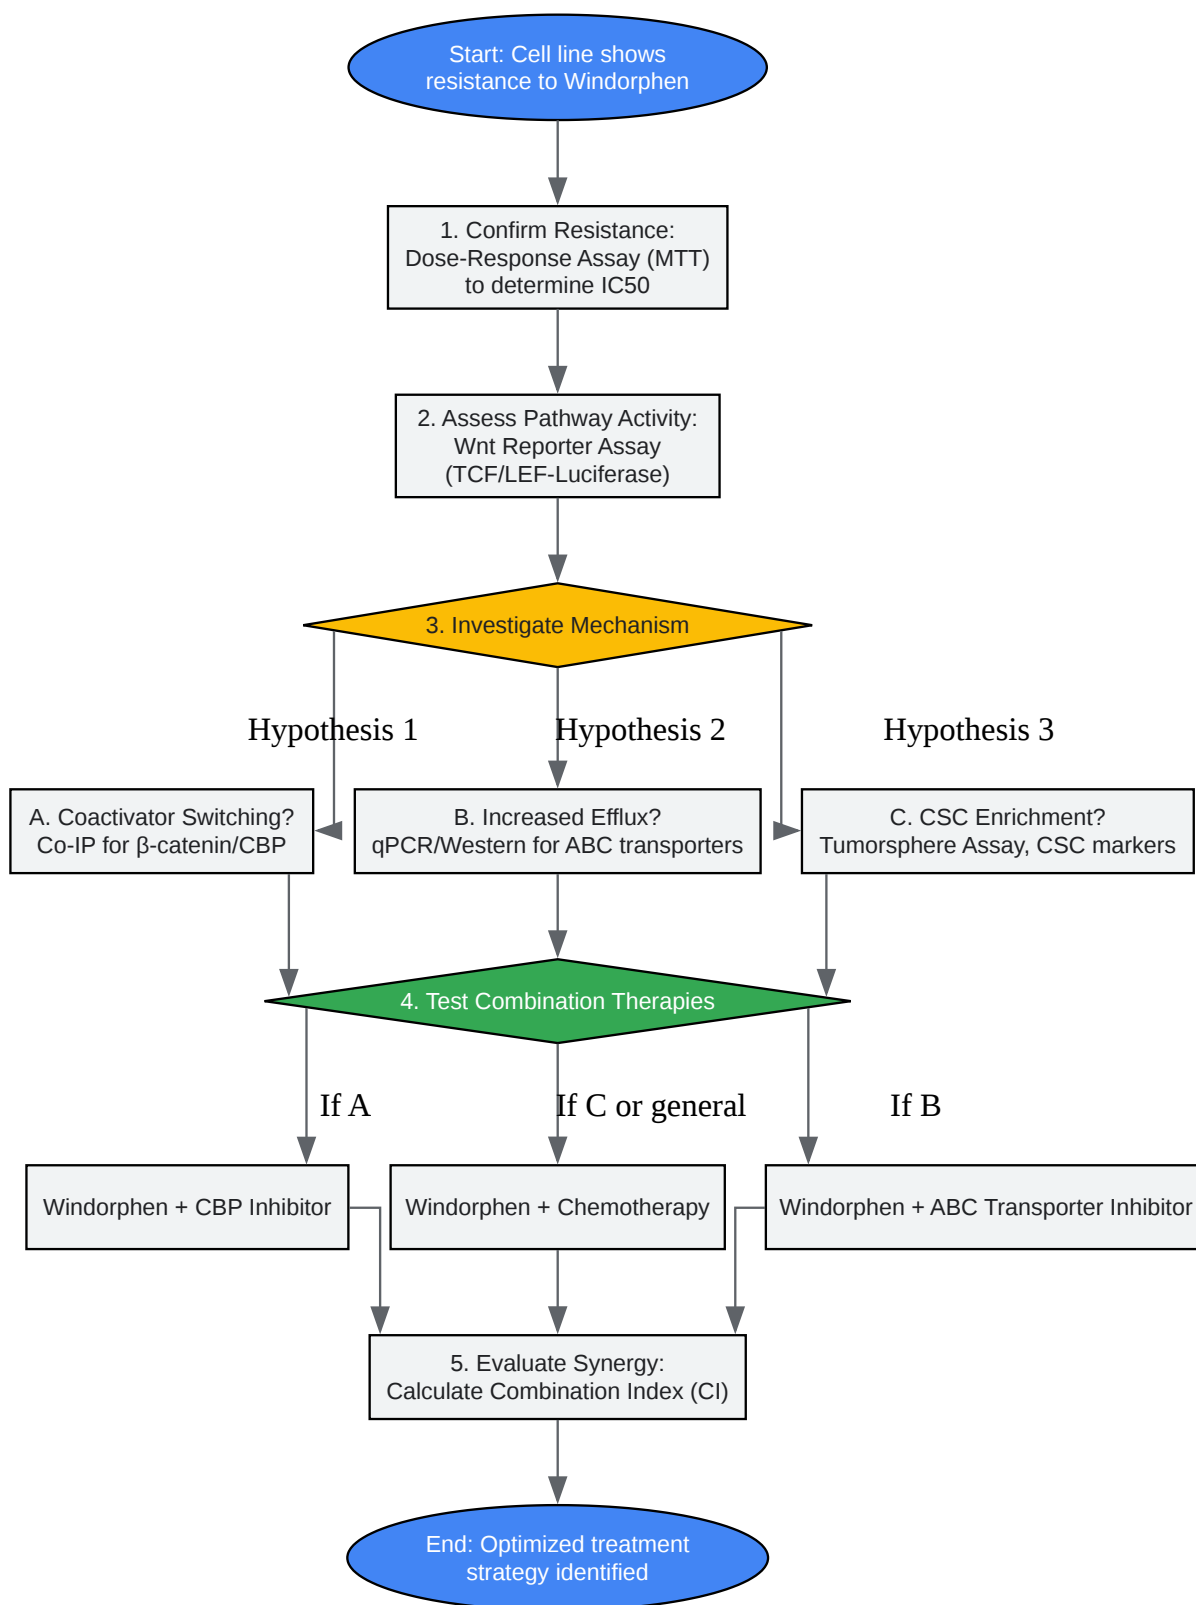 Start: Cell line shows
resistance to Windorphen
1. Confirm Resistance:
Dose-Response Assay (MTT)
to determine IC50
2. Assess Pathway Activity:
Wnt Reporter Assay
(TCF/LEF-Luciferase)
3. Investigate Mechanism
Hypothesis 1
Hypothesis 2
Hypothesis 3
A. Coactivator Switching?
Co-IP for β-catenin/CBP
B. Increased Efflux?
qPCR/Western for ABC transporters
C. CSC Enrichment?
Tumorsphere Assay, CSC markers
4. Test Combination Therapies
If A
If C or general
If B
Windorphen + CBP Inhibitor
Windorphen + Chemotherapy
Windorphen + ABC Transporter Inhibitor
5. Evaluate Synergy:
Calculate Combination Index (CI)
End: Optimized treatment
strategy identified